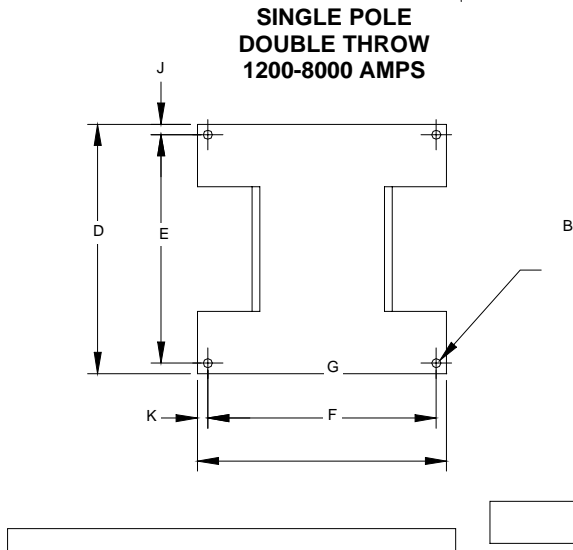 SINGLE POLE
DOUBLE THROW
1200-8000 AMPS
J
D
E
B
G
K
F